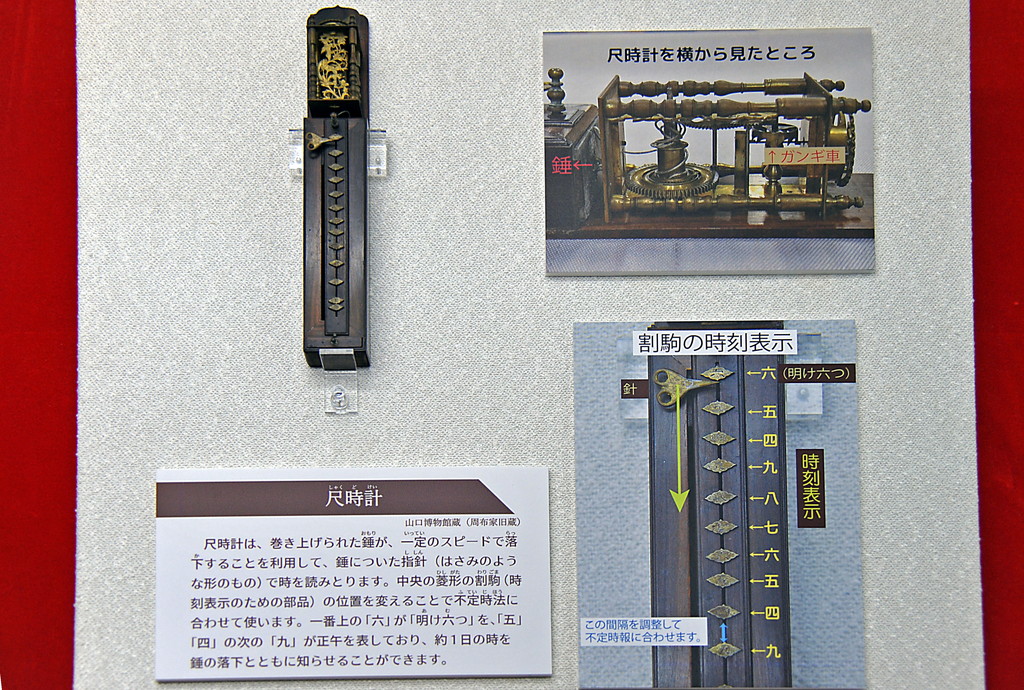 尺時計を横から見たところ
錘←
↑ガンギ車
割駒の時刻表示
針
←六（明け六つ）
←五
←四
←九
←八
←七
←六
←五
←四
←九
時刻表示
この間隔を調整して
不定時報に合わせます。
尺時計
山口博物館蔵（周布家旧蔵）
尺時計は、巻き上げられた錘が、一定のスピードで落
下することを利用して、錘についた指針（はさみのよう
な形のもの）で時を読みとります。中央の菱形の割駒（時
刻表示のための部品）の位置を変えることで不定時法に
合わせて使います。一番上の「六」が「明け六つ」を、「五」
「四」の次の「九」が正午を表しており、約１日の時を
錘の落下とともに知らせることができます。